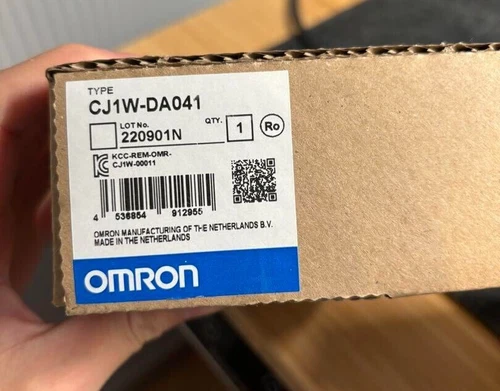 TYPE
CJ1W-DA041
LOT No. QTY.
220901N 1 Ro
KCC-REM-OMR-
CJ1W-00011
4 536854 912955
OMRON MANUFACTURING OF THE NETHERLANDS B.V.
MADE IN THE NETHERLANDS
OMRON